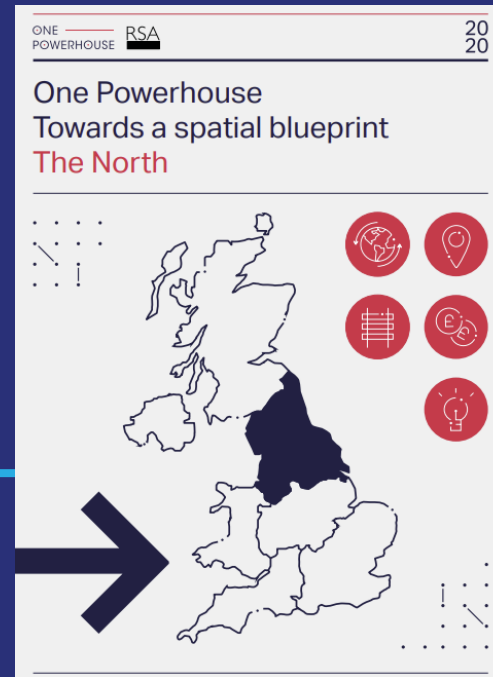 ONE
POWERHOUSE
RSA
20
20
One Powerhouse
Towards a spatial blueprint
The North
£
£